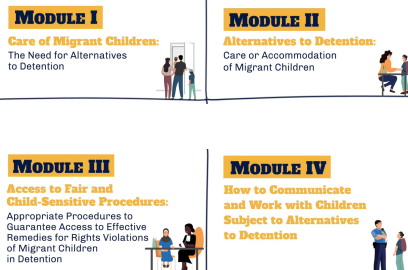 MODULE I
Care of Migrant Children:
The Need for Alternatives
to Detention
MODULE II
Alternatives to Detention:
Care or Accommodation
of Migrant Children
MODULE III
Access to Fair and
Child-Sensitive Procedures:
Appropriate Procedures to
Guarantee Access to Effective
Remedies for Rights Violations
of Migrant Children
in Detention
MODULE IV
How to Communicate
and Work with Children
Subject to Alternatives
to Detention